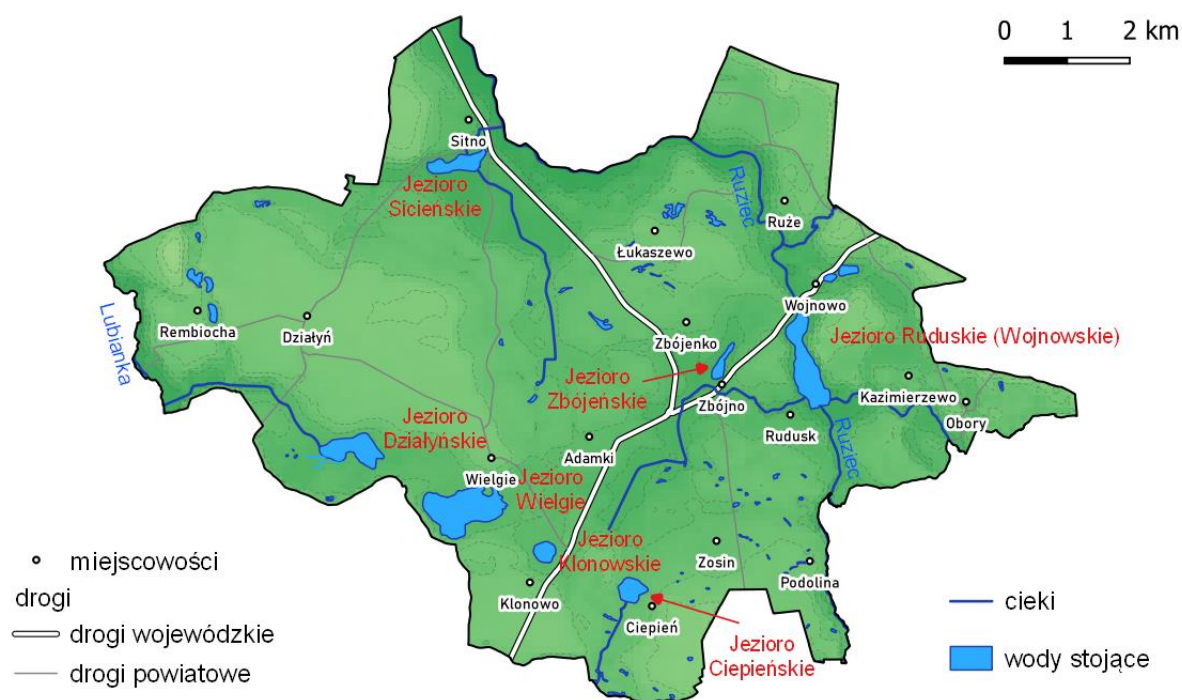 0 1 2 km
Sitno
Jezioro
Sicieńskie
Ruziec
Ruże
Łukaszewo
Lubianka
Rembiocha
Działyń
Wojnowo
Zbójenko
Jezioro Ruduskie (Wojnowskie)
Jezioro
Zbójeńskie
Zbójno
Kazimierzewo
Obory
Rudusk
Ruziec
Jezioro
Działyńskie
Adamki
Wielgie
Jezioro
Wielgie
Jezioro
Klonowskie
Zosin
Podolina
Klonowo
Ciepień
Jezioro
Ciepieńskie
miejscowości
drogi
drogi wojewódzkie
drogi powiatowe
cieki
wody stojące